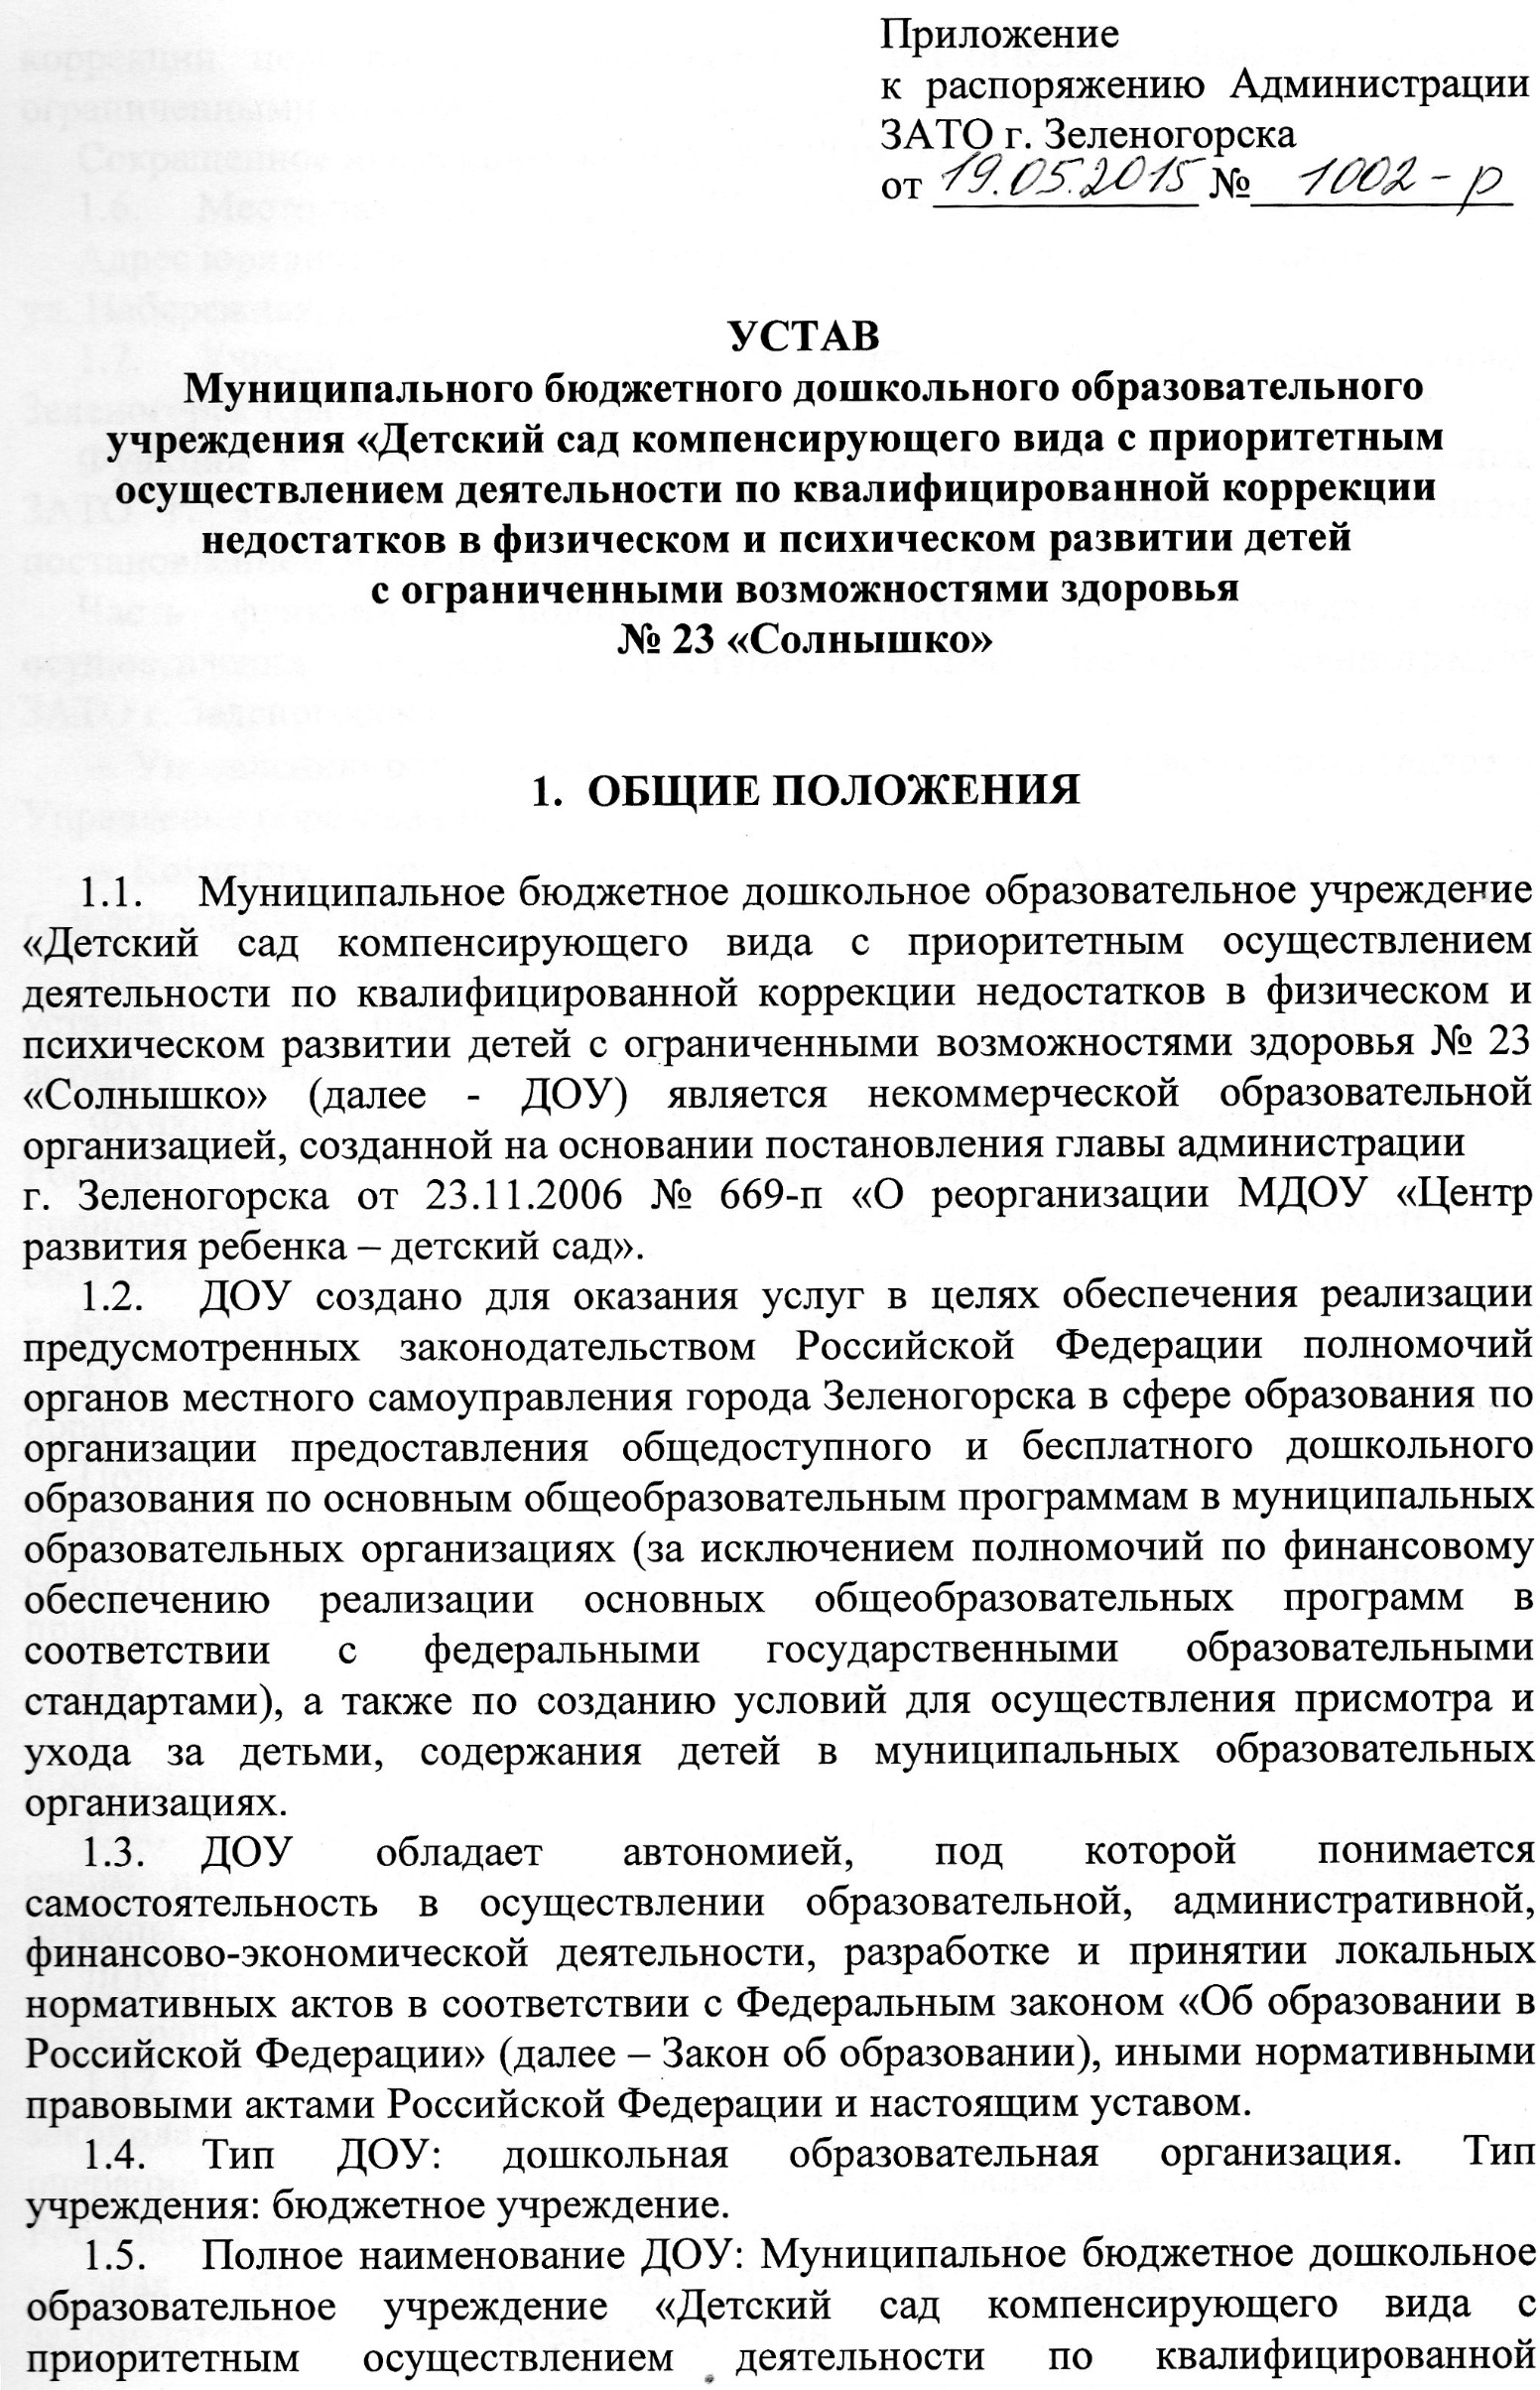 Приложение
к распоряжению Администрации
ЗАТО г. Зеленогорска
от 19.05.2015 № 1002-р
УСТАВ
Муниципального бюджетного дошкольного образовательного
учреждения «Детский сад компенсирующего вида с приоритетным
осуществлением деятельности по квалифицированной коррекции
недостатков в физическом и психическом развитии детей
с ограниченными возможностями здоровья
№ 23 «Солнышко»
1. ОБЩИЕ ПОЛОЖЕНИЯ
1.1. Муниципальное бюджетное дошкольное образовательное учреждение
«Детский сад компенсирующего вида с приоритетным осуществлением
деятельности по квалифицированной коррекции недостатков в физическом и
психическом развитии детей с ограниченными возможностями здоровья № 23
«Солнышко» (далее - ДОУ) является некоммерческой образовательной
организацией, созданной на основании постановления главы администрации
г. Зеленогорска от 23.11.2006 № 669-п «О реорганизации МДОУ «Центр
развития ребенка – детский сад».
1.2. ДОУ создано для оказания услуг в целях обеспечения реализации
предусмотренных законодательством Российской Федерации полномочий
органов местного самоуправления города Зеленогорска в сфере образования по
организации предоставления общедоступного и бесплатного дошкольного
образования по основным общеобразовательным программам в муниципальных
образовательных организациях (за исключением полномочий по финансовому
обеспечению реализации основных общеобразовательных программ в
соответствии с федеральными государственными образовательными
стандартами), а также по созданию условий для осуществления присмотра и
ухода за детьми, содержания детей в муниципальных образовательных
организациях.
1.3. ДОУ обладает автономией, под которой понимается
самостоятельность в осуществлении образовательной, административной,
финансово-экономической деятельности, разработке и принятии локальных
нормативных актов в соответствии с Федеральным законом «Об образовании в
Российской Федерации» (далее – Закон об образовании), иными нормативными
правовыми актами Российской Федерации и настоящим уставом.
1.4. Тип ДОУ: дошкольная образовательная организация. Тип
учреждения: бюджетное учреждение.
1.5. Полное наименование ДОУ: Муниципальное бюджетное дошкольное
образовательное учреждение «Детский сад компенсирующего вида с
приоритетным осуществлением деятельности по квалифицированной